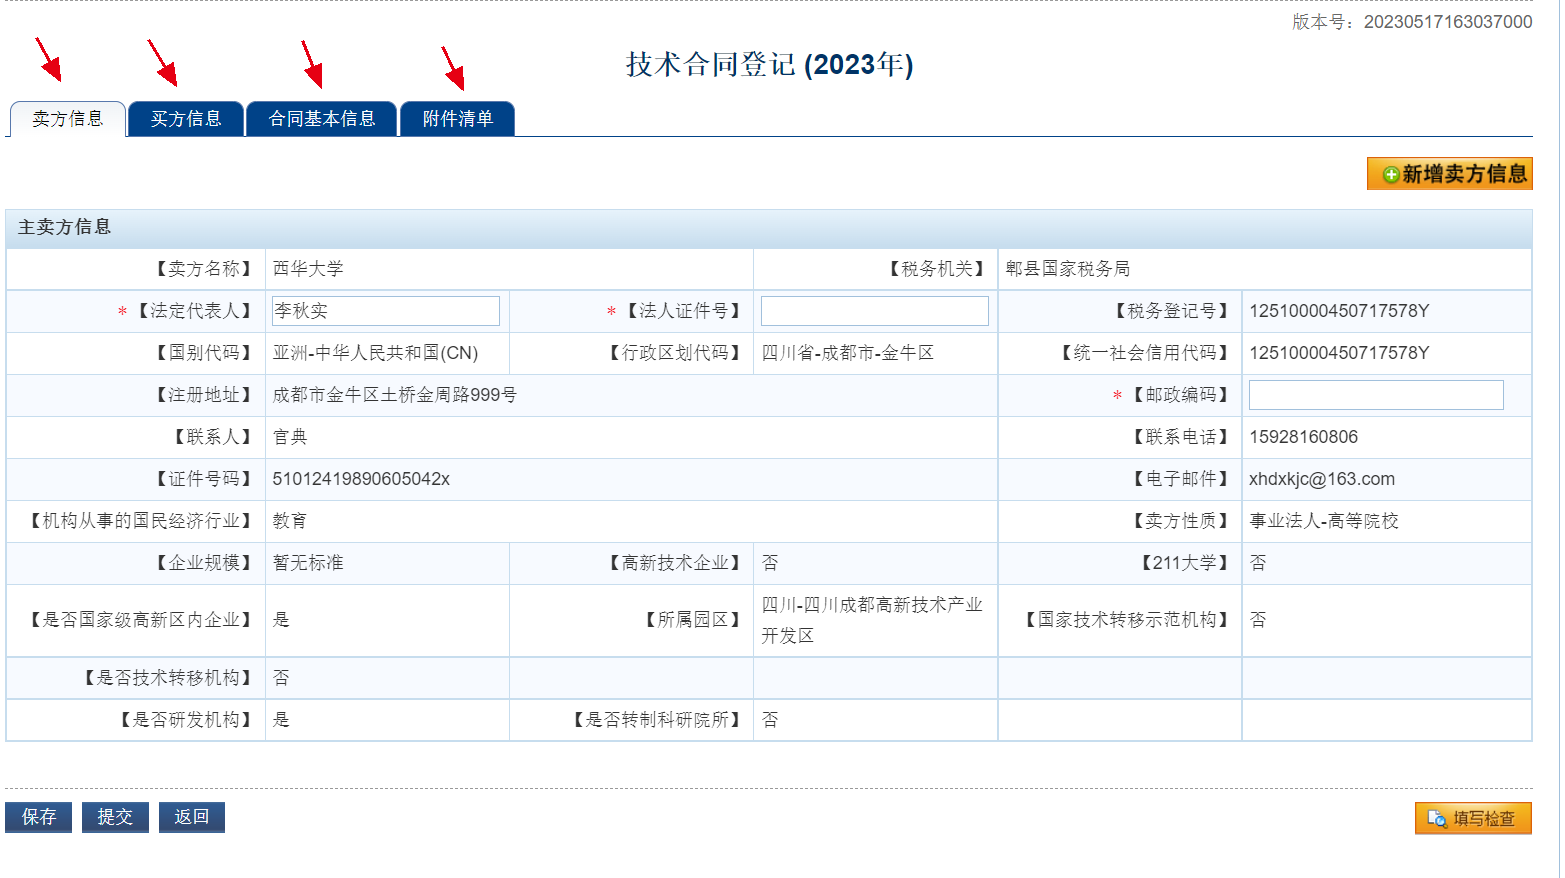 版本号：20230517163037000
技术合同登记 (2023年)
卖方信息 买方信息 合同基本信息 附件清单
新增卖方信息
主卖方信息
【卖方名称】 西华大学 【税务机关】 郫县国家税务局
* 【法定代表人】 李秋实 * 【法人证件号】 【税务登记号】 12510000450717578Y
【国别代码】 亚洲-中华人民共和国(CN) 【行政区划代码】 四川省-成都市-金牛区 【统一社会信用代码】 12510000450717578Y
【注册地址】 成都市金牛区土桥金周路999号 * 【邮政编码】
【联系人】 官典 【联系电话】 15928160806
【证件号码】 51012419890605042x 【电子邮件】 xhdxkjc@163.com
【机构从事的国民经济行业】 教育 【卖方性质】 事业法人-高等院校
【企业规模】 暂无标准 【高新技术企业】 否 【211大学】 否
【是否国家级高新区内企业】 是 【所属园区】 四川-四川成都高新技术产业
开发区 【国家技术转移示范机构】 否
【是否技术转移机构】 否
【是否研发机构】 是 【是否转制科研院所】 否
保存 提交 返回 填写检查